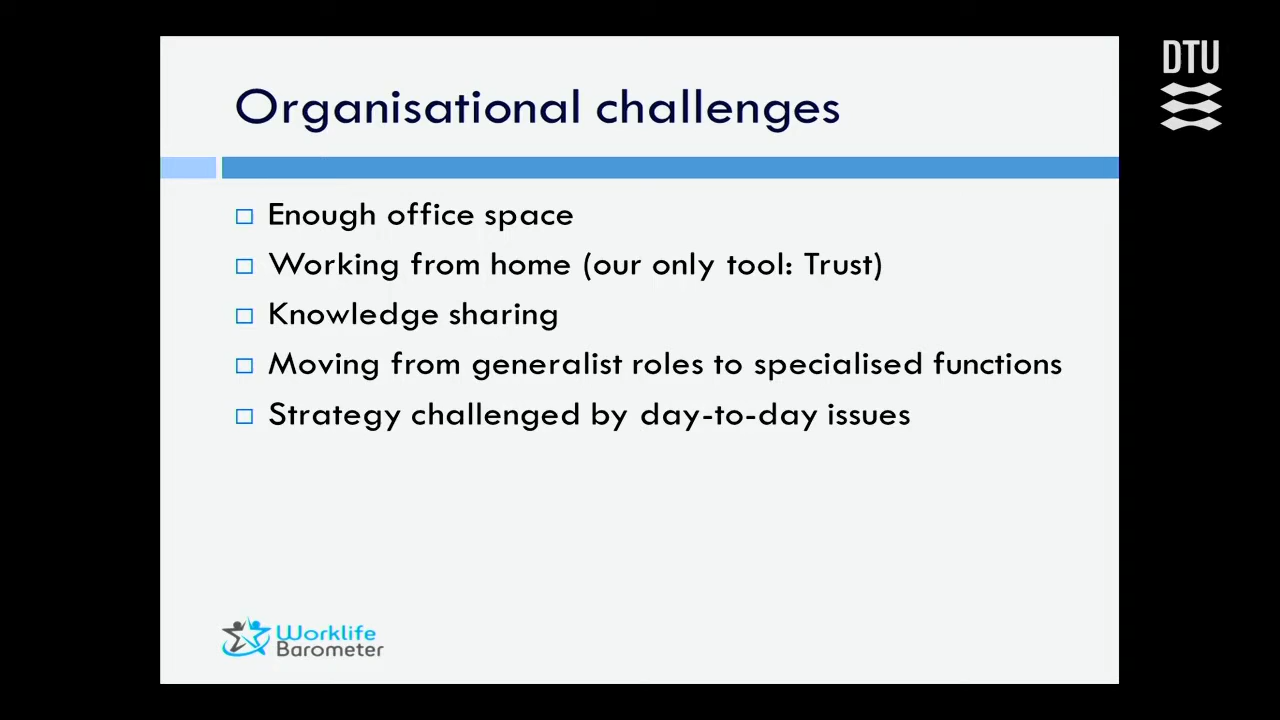 DTU
Organisational challenges
Enough office space
Working from home (our only tool: Trust)
Knowledge sharing
Moving from generalist roles to specialised functions
Strategy challenged by day-to-day issues
Worklife
Barometer